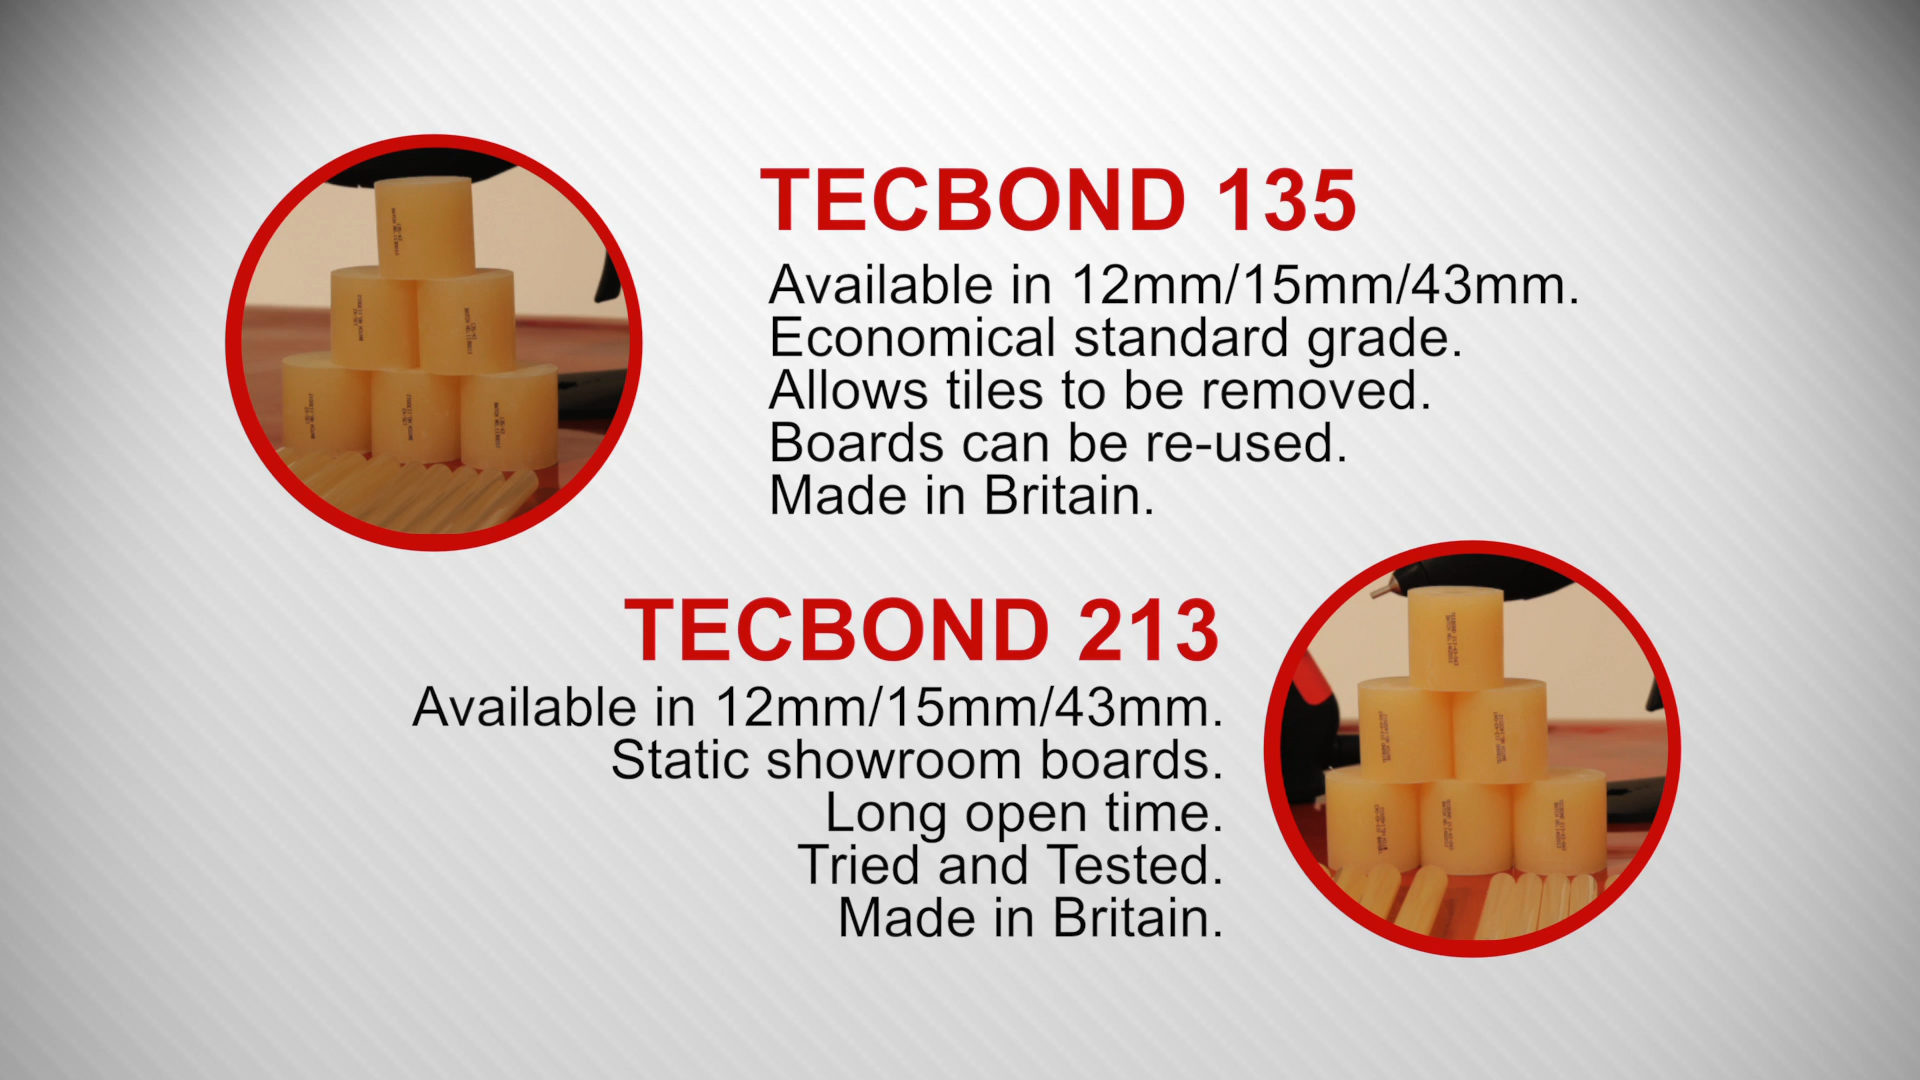 TECBOND 135
Available in 12mm/15mm/43mm.
Economical standard grade.
Allows tiles to be removed.
Boards can be re-used.
Made in Britain.
TECBOND 213
Available in 12mm/15mm/43mm.
Static showroom boards.
Long open time.
Tried and Tested.
Made in Britain.